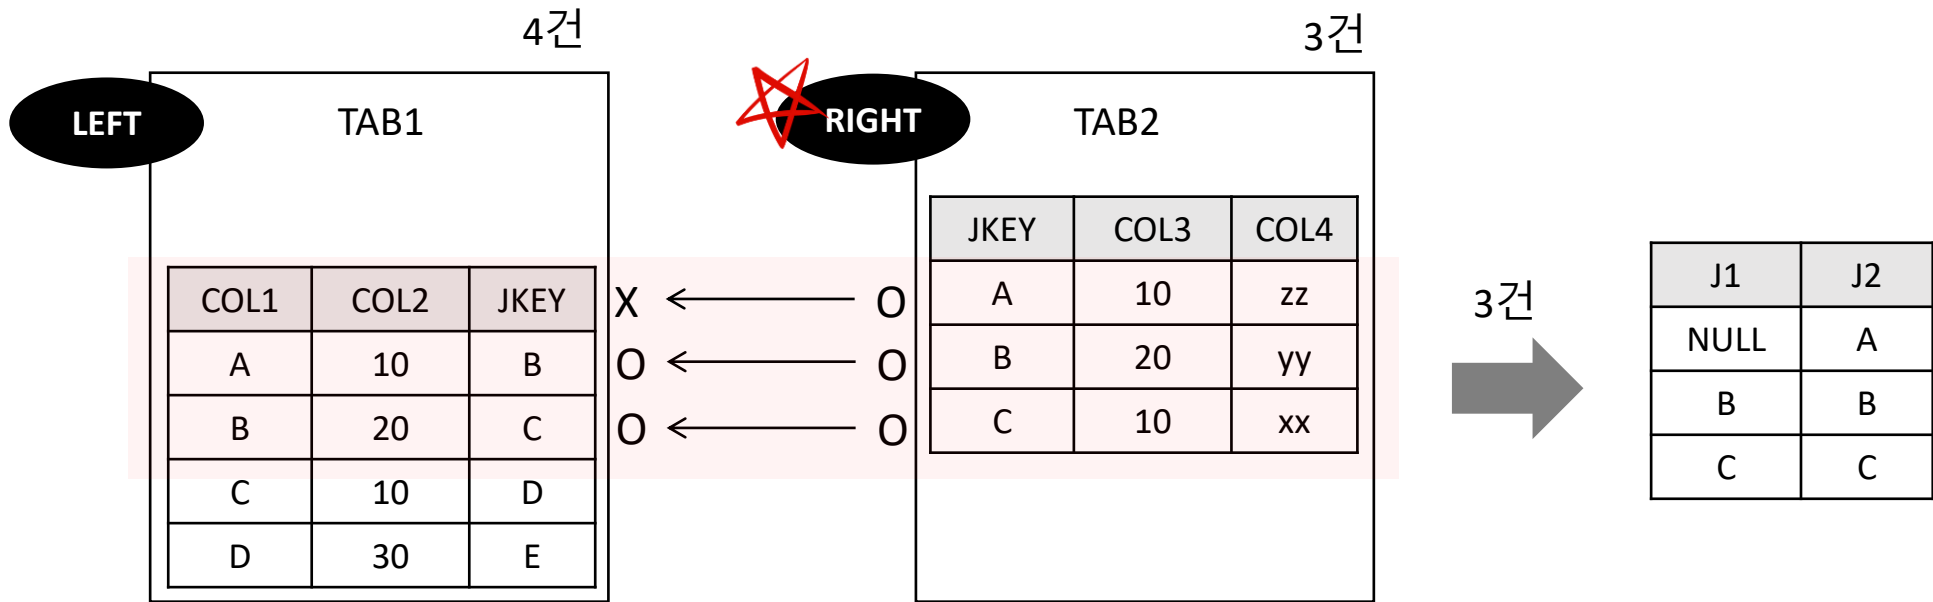 4건
3건
LEFT
TAB1
RIGHT
TAB2
COL1 COL2 JKEY
A 10 B
B 20 C
C 10 D
D 30 E
X
O
O
O
O
O
JKEY COL3 COL4
A 10 zz
B 20 yy
C 10 xx
3건
J1 J2
NULL A
B B
C C